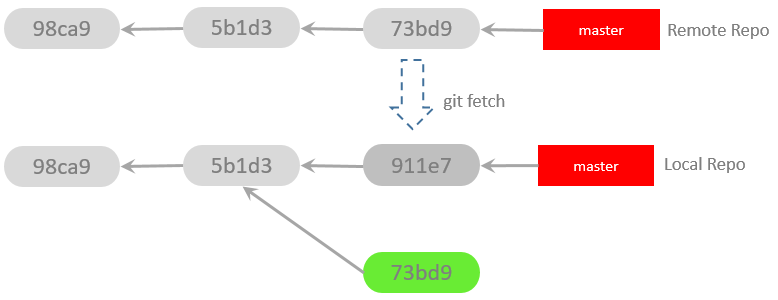 98ca9 5b1d3 73bd9 master Remote Repo
git fetch
98ca9 5b1d3 911e7 master Local Repo
73bd9